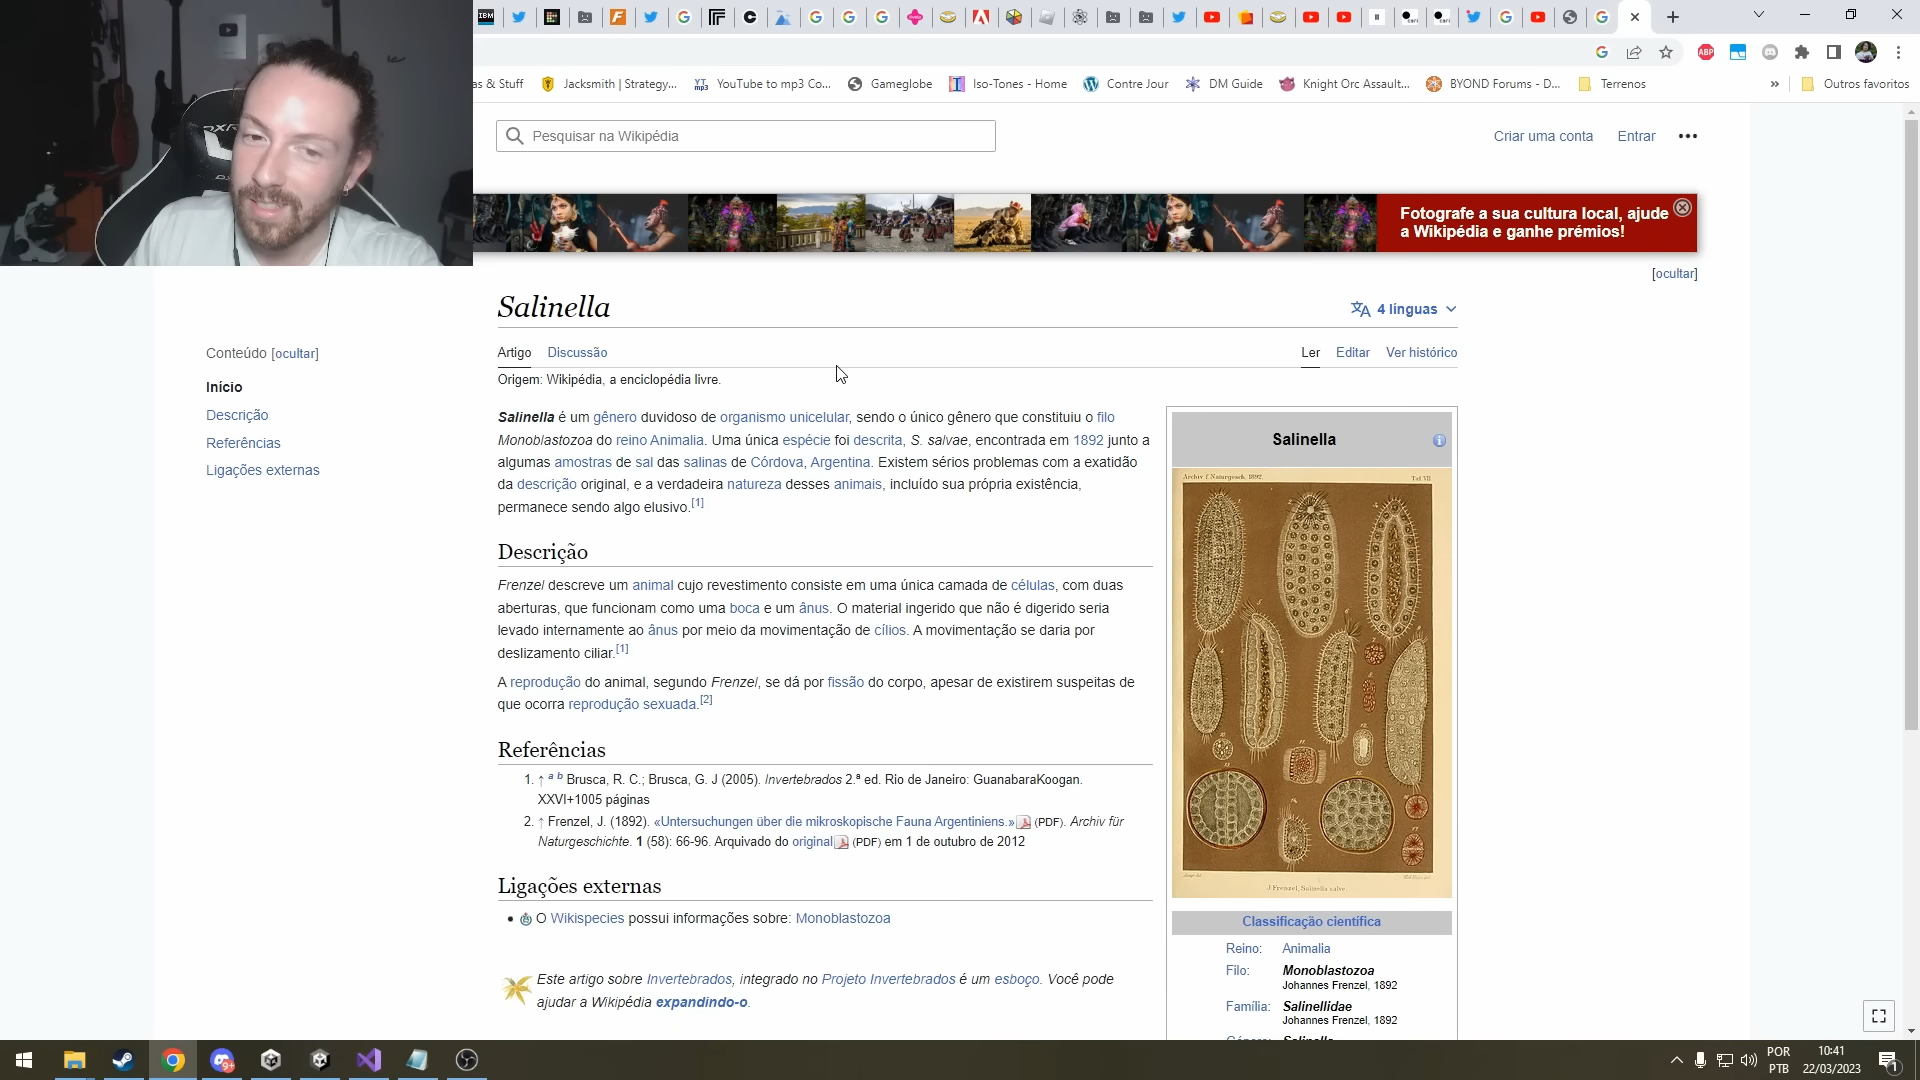 as & Stuff
Jacksmith | Strategy...
YouTube to mp3 Co...
Gameglobe
Iso-Tones - Home
Contre Jour
DM Guide
Knight Orc Assault...
BYOND Forums - D...
Terrenos
»
Outros favoritos
Pesquisar na Wikipédia
Criar uma conta
Entrar
Fotografe a sua cultura local, ajude
a Wikipédia e ganhe prémios!
[ocultar]
Salinella
4 línguas
Conteúdo [ocultar]
Início
Descrição
Referências
Ligações externas
Artigo
Discussão
Ler
Editar
Ver histórico
Origem: Wikipédia, a enciclopédia livre.
Salinella é um gênero duvidoso de organismo unicelular, sendo o único gênero que constituiu o filo
Monoblastozoa do reino Animalia. Uma única espécie foi descrita, S. salvae, encontrada em 1892 junto a
algumas amostras de sal das salinas de Córdova, Argentina. Existem sérios problemas com a exatidão
da descrição original, e a verdadeira natureza desses animais, incluído sua própria existência,
permanece sendo algo elusivo.[1]
Descrição
Frenzel descreve um animal cujo revestimento consiste em uma única camada de células, com duas
aberturas, que funcionam como uma boca e um ânus. O material ingerido que não é digerido seria
levado internamente ao ânus por meio da movimentação de cílios. A movimentação se daria por
deslizamento ciliar.[1]
A reprodução do animal, segundo Frenzel, se dá por fissão do corpo, apesar de existirem suspeitas de
que ocorra reprodução sexuada.[2]
Referências
1. ↑ a b Brusca, R. C.; Brusca, G. J (2005). Invertebrados 2.ª ed. Rio de Janeiro: GuanabaraKoogan.
XXVI+1005 páginas
2. ↑ Frenzel, J. (1892). «Untersuchungen über die mikroskopische Fauna Argentiniens.» (PDF). Archiv für
Naturgeschichte. 1 (58): 66-96. Arquivado do original (PDF) em 1 de outubro de 2012
Ligações externas
• O Wikispecies possui informações sobre: Monoblastozoa
Este artigo sobre Invertebrados, integrado no Projeto Invertebrados é um esboço. Você pode
ajudar a Wikipédia expandindo-o.
Salinella
Archiv f. Naturgesch. 1892.
Taf. VII.
J. Frenzel, Salinella salve.
Classificação científica
Reino: Animalia
Filo: Monoblastozoa
Johannes Frenzel, 1892
Família: Salinellidae
Johannes Frenzel, 1892
IBM
ABP
9+
POR
PTB
10:41
22/03/2023
1